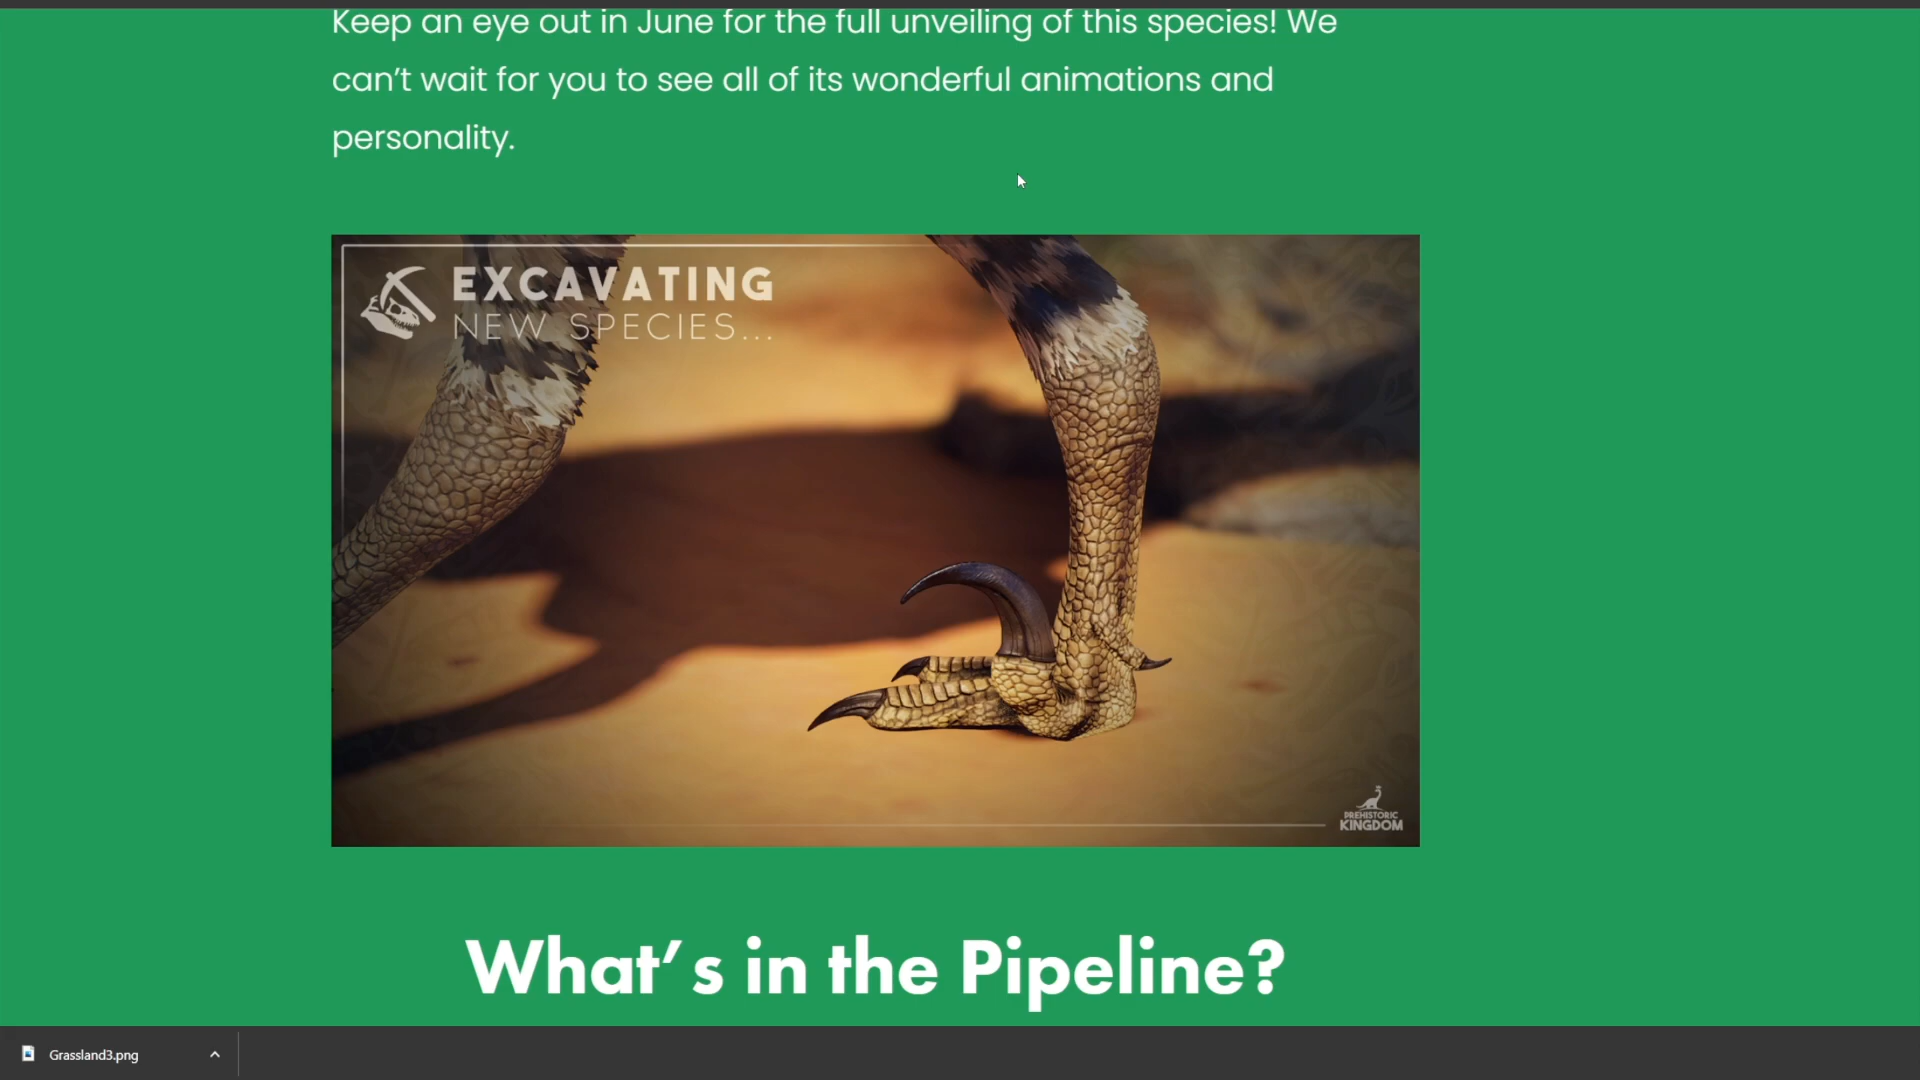 Keep an eye out in June for the full unveiling of this species! We
can’t wait for you to see all of its wonderful animations and
personality.
EXCAVATING
NEW SPECIES...
PREHISTORIC
KINGDOM
What’s in the Pipeline?
Grassland3.png